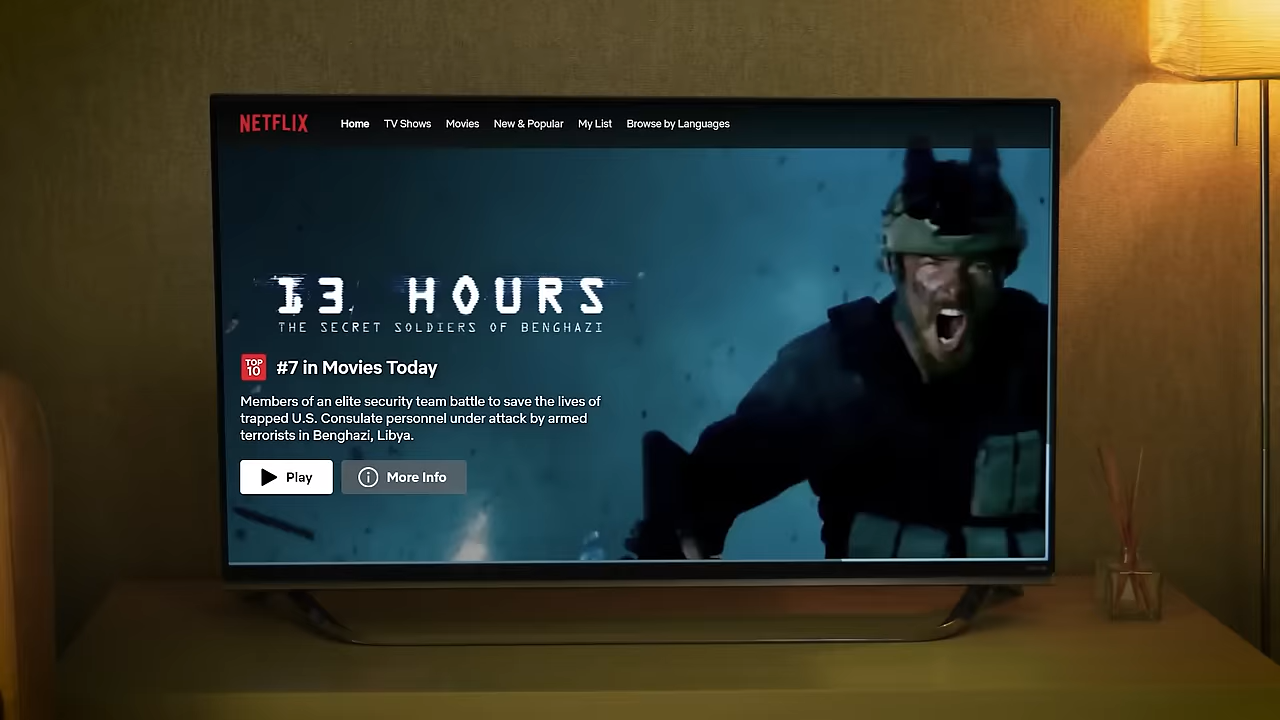 NETFLIX Home TV Shows Movies New & Popular My List Browse by Languages
13 HOURS
THE SECRET SOLDIERS OF BENGHAZI
TOP
10
#7 in Movies Today
Members of an elite security team battle to save the lives of
trapped U.S. Consulate personnel under attack by armed
terrorists in Benghazi, Libya.
Play
More Info